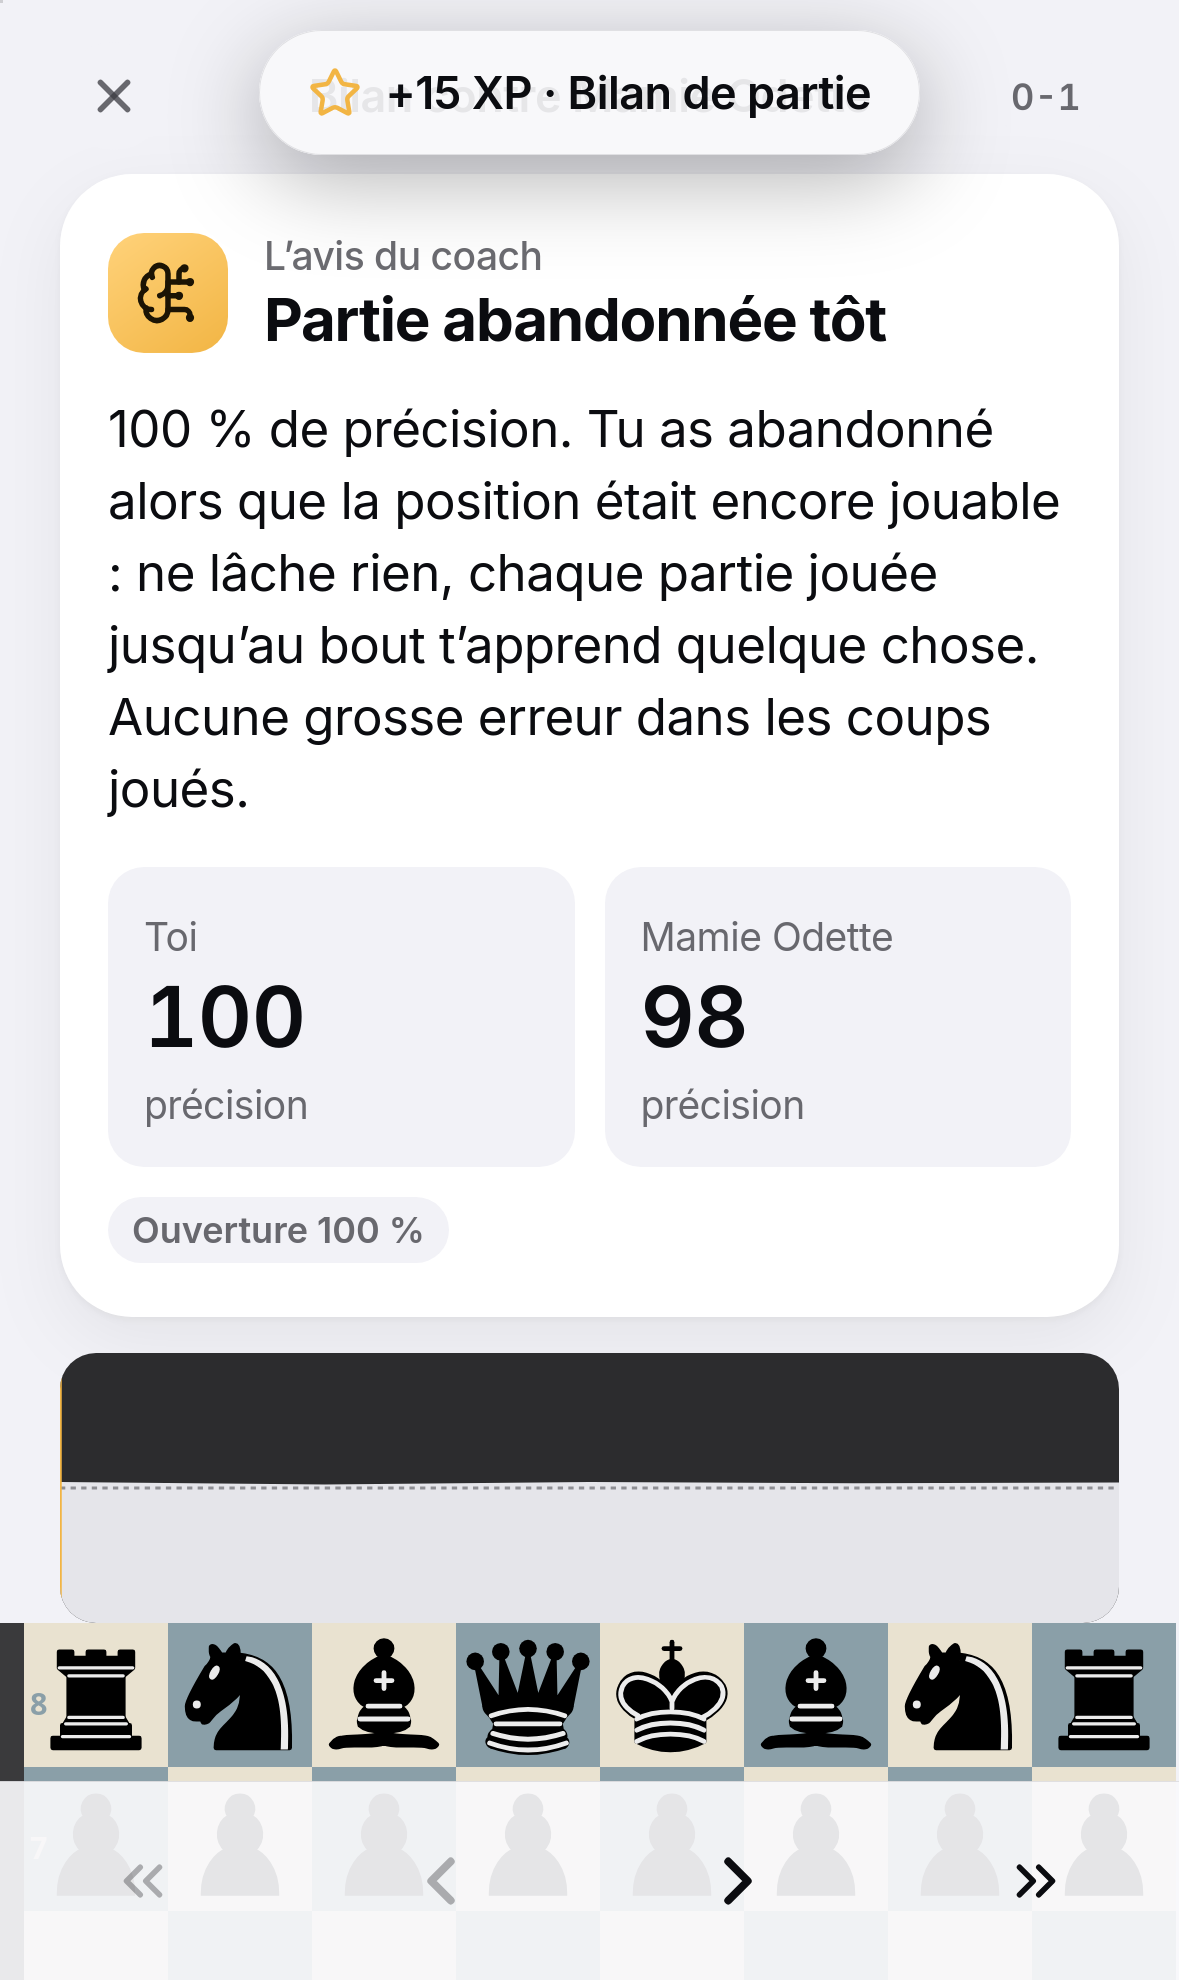 +15 XP · Bilan de partie
0-1
L’avis du coach
Partie abandonnée tôt
100 % de précision. Tu as abandonné
alors que la position était encore jouable
: ne lâche rien, chaque partie jouée
jusqu’au bout t’apprend quelque chose.
Aucune grosse erreur dans les coups
joués.
Toi
100
précision
Mamie Odette
98
précision
Ouverture 100 %
8
7